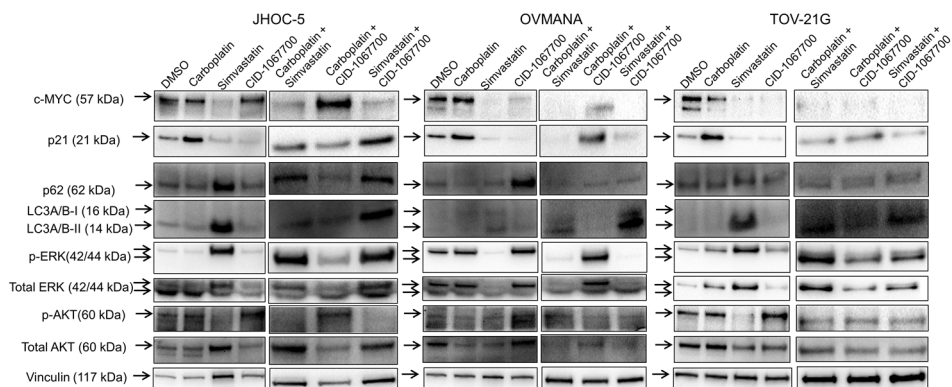 JHOC-5 OVMANA TOV-21G
DMSO Carboplatin Simvastatin CID-1067700 Carboplatin + Simvastatin Carboplatin + CID-1067700 Simvastatin + CID-1067700
DMSO Carboplatin Simvastatin CID-1067700 Carboplatin + Simvastatin Carboplatin + CID-1067700 Simvastatin + CID-1067700
DMSO Carboplatin Simvastatin CID-1067700 Carboplatin + Simvastatin Carboplatin + CID-1067700 Simvestatin + CID-1067700
c-MYC (57 kDa)
p21 (21 kDa)
p62 (62 kDa)
LC3A/B-I (16 kDa)
LC3A/B-II (14 kDa)
p-ERK(42/44 kDa)
Total ERK (42/44 kDa)
p-AKT(60 kDa)
Total AKT (60 kDa)
Vinculin (117 kDa)